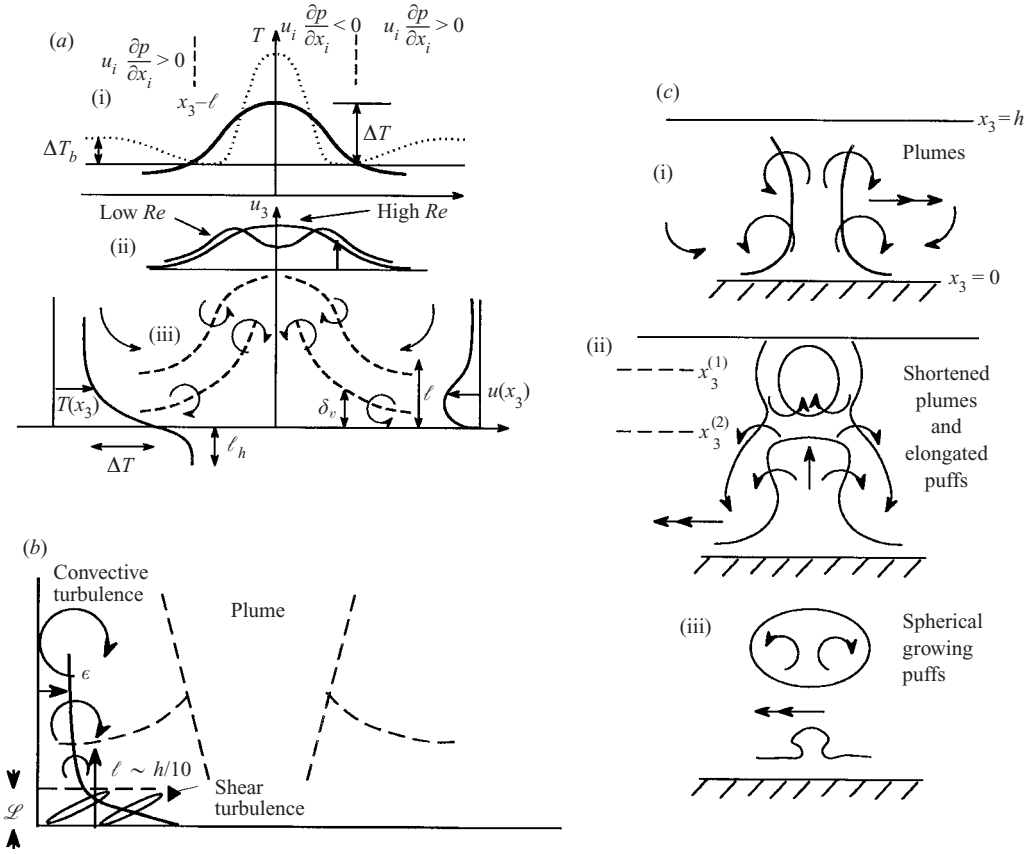 (a)
u_i ∂p/∂x_i > 0
T
u_i ∂p/∂x_i < 0
u_i ∂p/∂x_i > 0
(i)
x_3–ℓ
ΔT
ΔT_b
Low Re
u_3
High Re
(ii)
(iii)
T(x_3)
δ_v
ℓ
u(x_3)
ΔT
ℓ_h
(b)
Convective
turbulence
Plume
ϵ
ℓ ~ h/10
Shear
turbulence
ℒ
(c)
x_3 = h
Plumes
(i)
x_3 = 0
(ii)
x_3^(1)
x_3^(2)
Shortened
plumes
and
elongated
puffs
(iii)
Spherical
growing
puffs